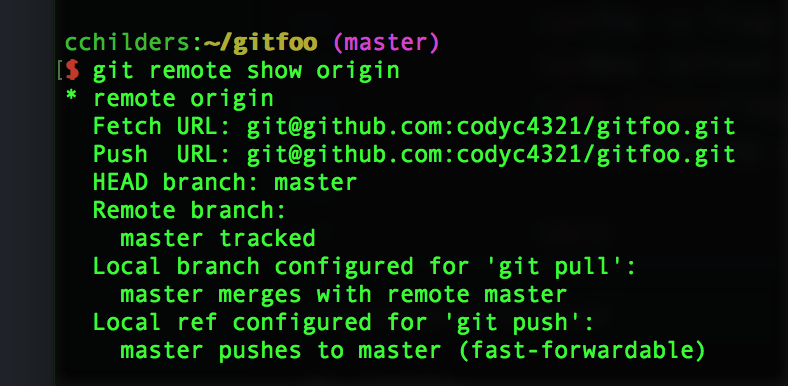 cchilders:~/gitfoo (master)
[$ git remote show origin
* remote origin
  Fetch URL: git@github.com:codyc4321/gitfoo.git
  Push  URL: git@github.com:codyc4321/gitfoo.git
  HEAD branch: master
  Remote branch:
    master tracked
  Local branch configured for 'git pull':
    master merges with remote master
  Local ref configured for 'git push':
    master pushes to master (fast-forwardable)